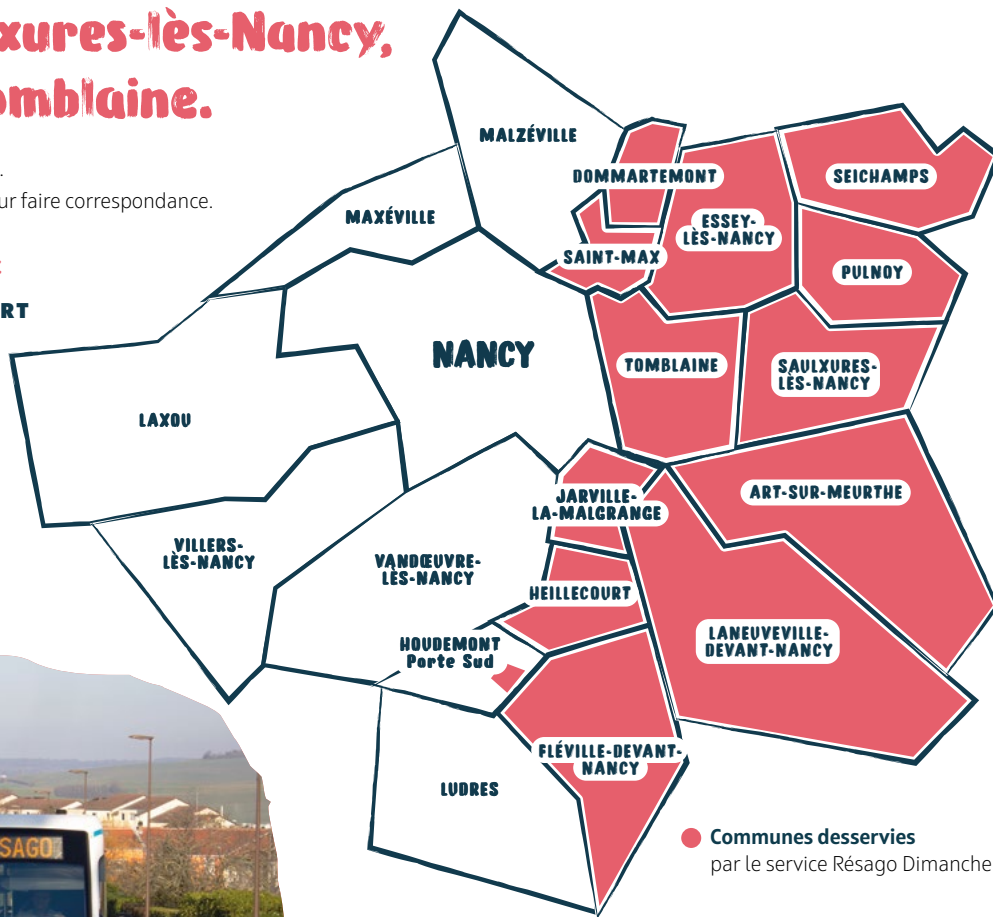 xures-lès-Nancy,
omblaine.
.
ur faire correspondance.
:
RT
MALZÉVILLE
DOMMARTEMONT
SEICHAMPS
MAXÉVILLE
ESSEY-
LÈS-NANCY
SAINT-MAX
PULNOY
NANCY
TOMBLAINE
SAULXURES-
LÈS-NANCY
LAXOU
JARVILLE-
LA-MALGRANGE
ART-SUR-MEURTHE
VILLERS-
LÈS-NANCY
VANDŒUVRE-
LÈS-NANCY
HEILLECOURT
HOUDEMONT
Porte Sud
LANEUVEVILLE-
DEVANT-NANCY
FLÉVILLE-DEVANT-
NANCY
LUDRES
SAGO
Communes desservies
par le service Résago Dimanche